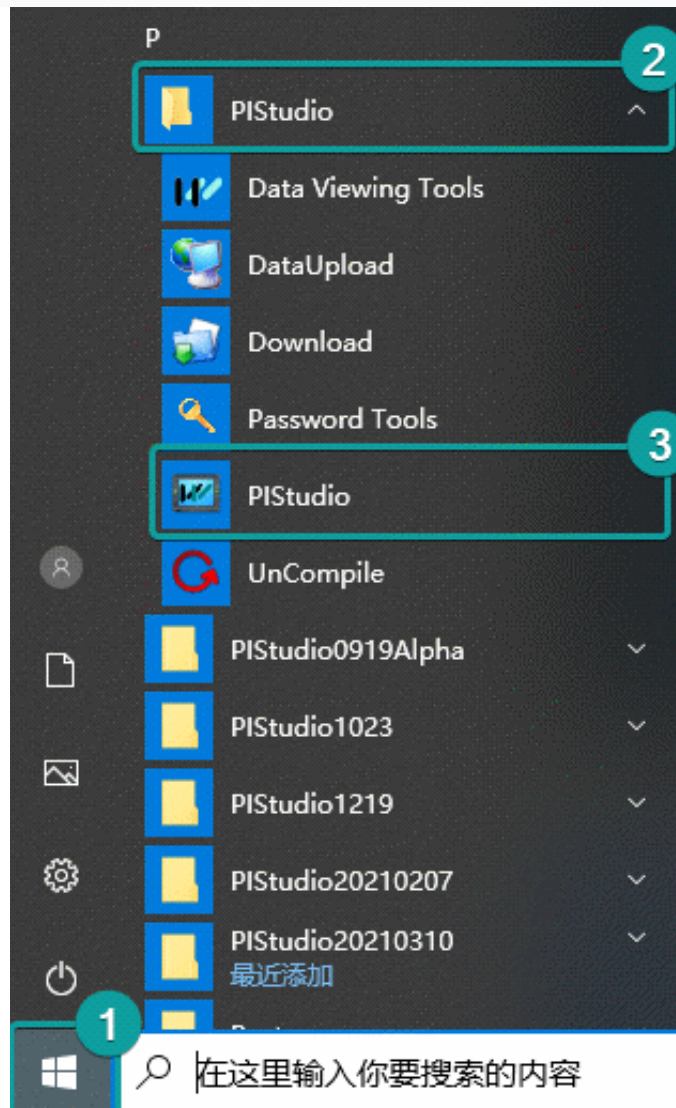 P
2
PIStudio
Data Viewing Tools
DataUpload
Download
Password Tools
3
PIStudio
UnCompile
PIStudio0919Alpha
PIStudio1023
PIStudio1219
PIStudio20210207
PIStudio20210310
最近添加
1
在这里输入你要搜索的内容